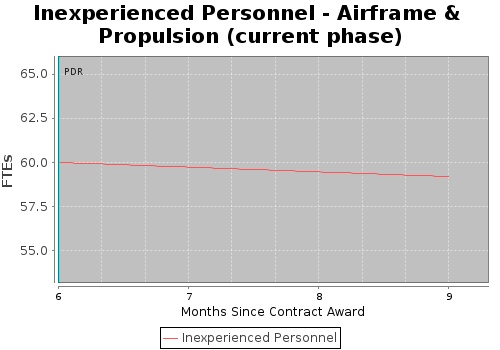 Inexperienced Personnel - Airframe &
Propulsion (current phase)
PDR
65.0
62.5
60.0
57.5
55.0
FTEs
6 7 8 9
Months Since Contract Award
Inexperienced Personnel